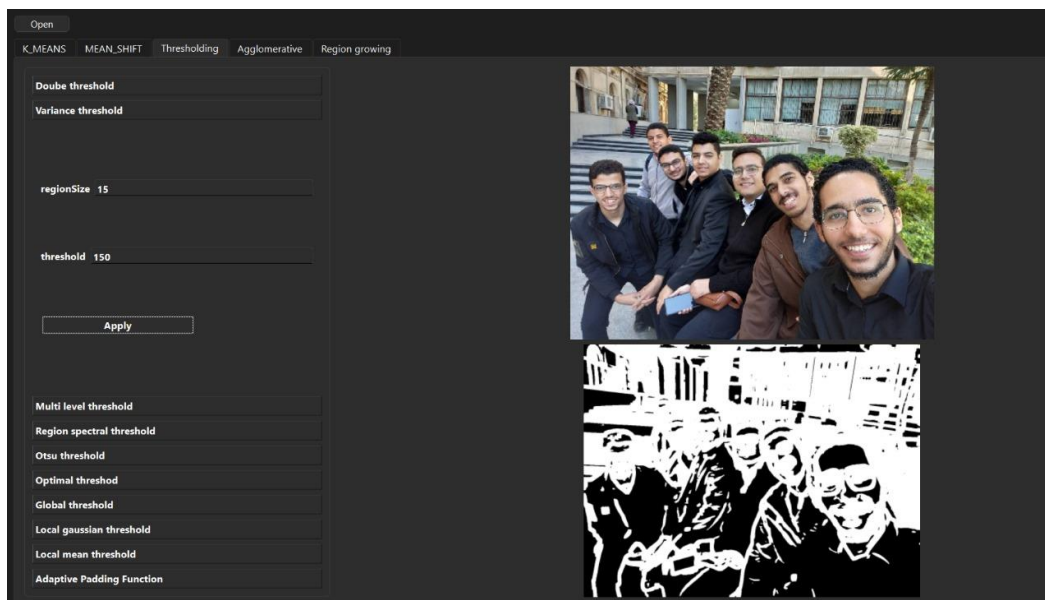 Open
K_MEANS MEAN_SHIFT Thresholding Agglomerative Region growing
Doube threshold
Variance threshold
regionSize 15
threshold 150
Apply
Multi level threshold
Region spectral threshold
Otsu threshold
Optimal threshod
Global threshold
Local gaussian threshold
Local mean threshold
Adaptive Padding Function